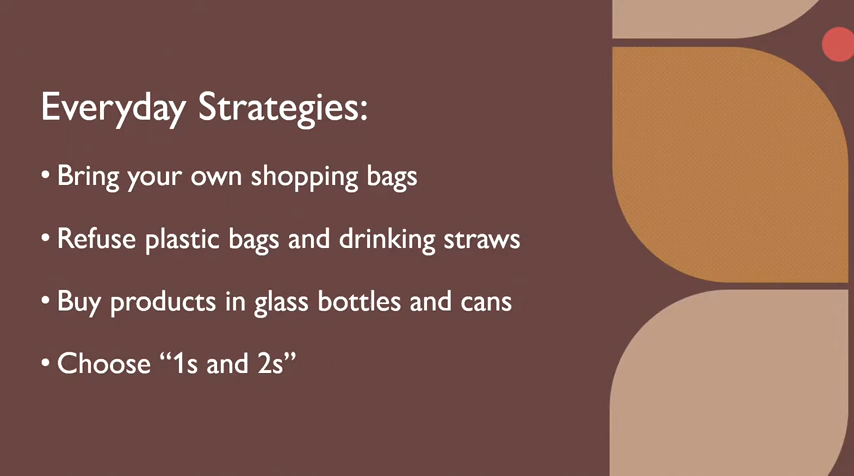 Everyday Strategies:
• Bring your own shopping bags
• Refuse plastic bags and drinking straws
• Buy products in glass bottles and cans
• Choose “1s and 2s”